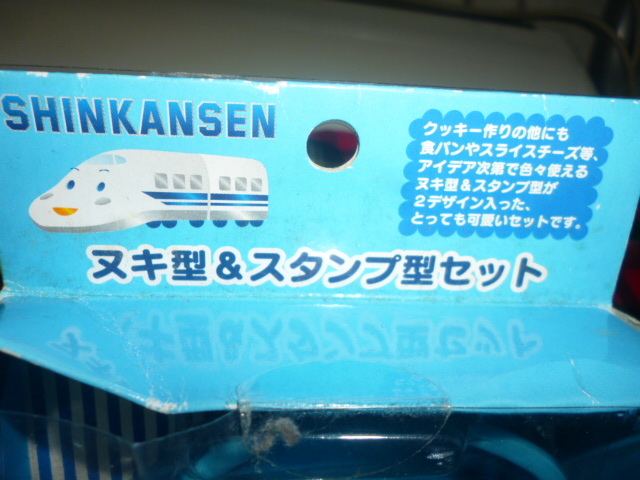 SHINKANSEN
クッキー作りの他にも
食パンやスライスチーズ等、
アイデア次第で色々使える
ヌキ型&スタンプ型が
2デザイン入った、
とっても可愛いセットです。
ヌキ型&スタンプ型セット